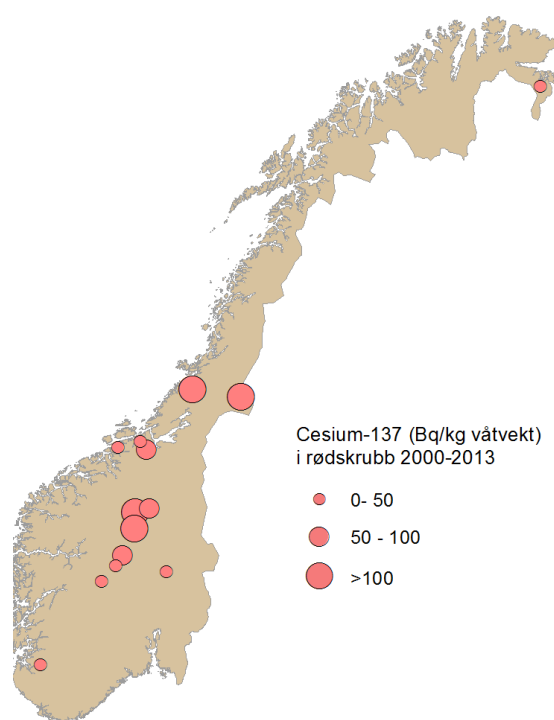 Cesium-137 (Bq/kg våtvekt)
i rødskrubb 2000-2013
0- 50
50 - 100
>100